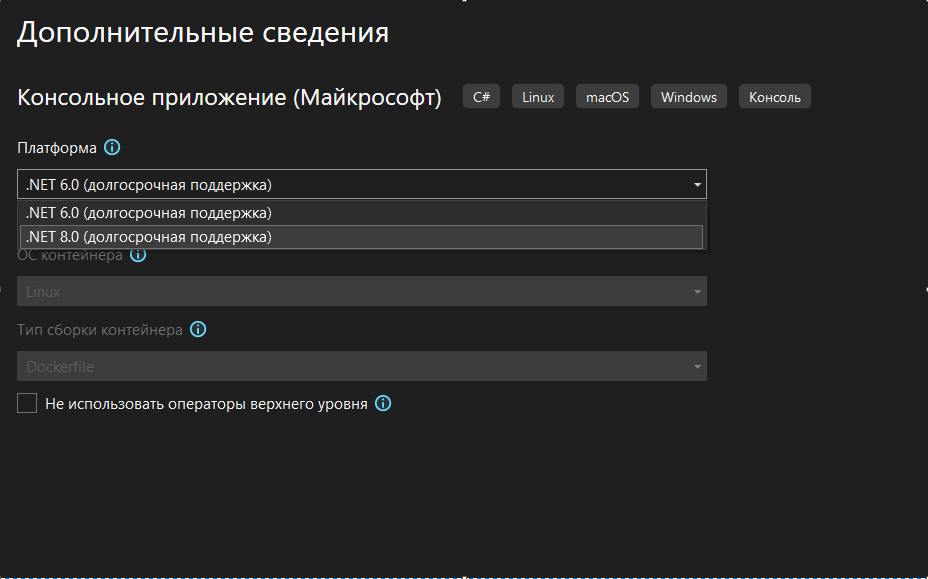 Дополнительные сведения
Консольное приложение (Майкрософт) C# Linux macOS Windows Консоль
Платформа
.NET 6.0 (долгосрочная поддержка)
.NET 6.0 (долгосрочная поддержка)
.NET 8.0 (долгосрочная поддержка)
ОС контейнера
Linux
Тип сборки контейнера
Dockerfile
Не использовать операторы верхнего уровня